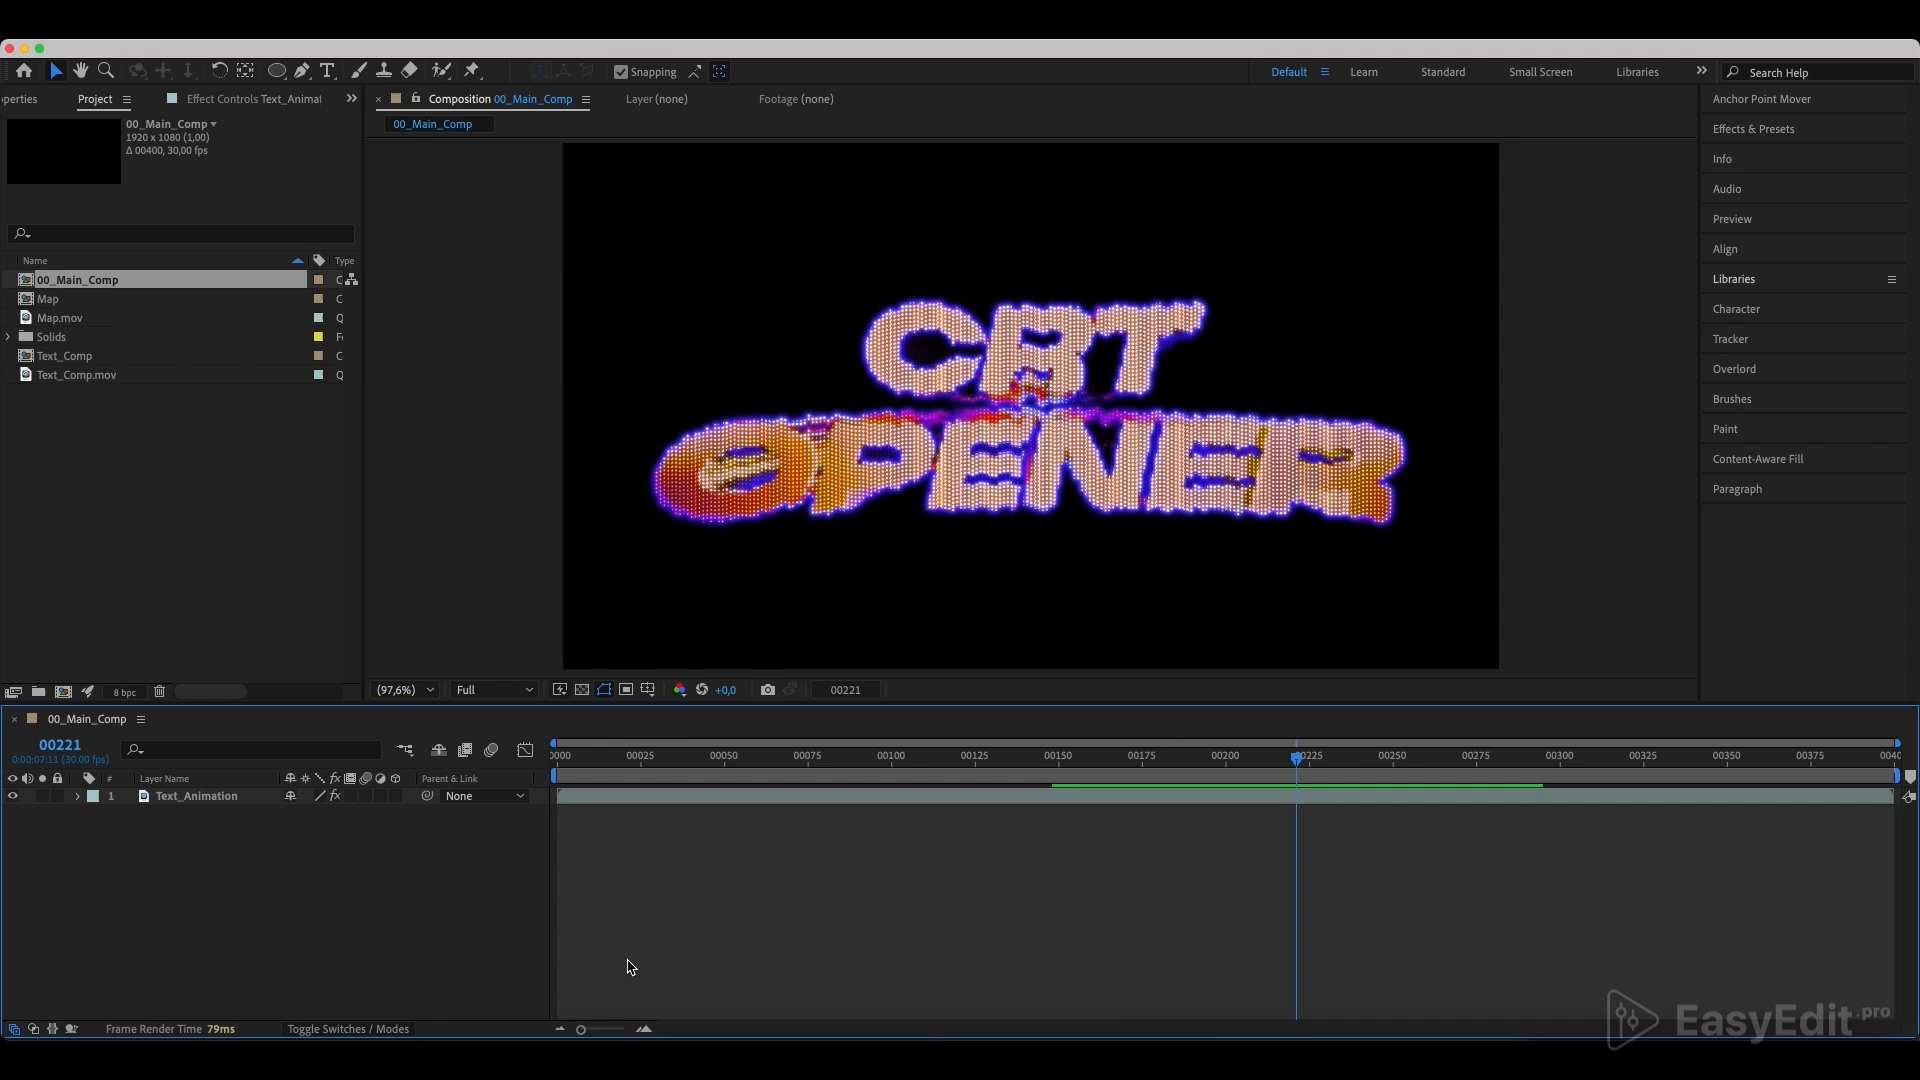 Snapping
Default
Learn
Standard
Small Screen
Libraries
Search Help
operties
Project
Effect Controls Text_Animat
Composition 00_Main_Comp
Layer (none)
Footage (none)
00_Main_Comp
1920 x 1080 (1,00)
Δ 00400, 30,00 fps
00_Main_Comp
Name
Type
00_Main_Comp
C
Map
C
Map.mov
Q
Solids
Text_Comp
C
Text_Comp.mov
Q
CRT
OPENER
Anchor Point Mover
Effects & Presets
Info
Audio
Preview
Align
Libraries
Character
Tracker
Overlord
Brushes
Paint
Content-Aware Fill
Paragraph
8 bpc
(97,6%)
Full
+0,0
00221
00_Main_Comp
00221
0:00:07:11 (30.00 fps)
0000
00025
00050
00075
00100
00125
00150
00175
00200
00225
00250
00275
00300
00325
00350
00375
0040
#
Layer Name
Parent & Link
1
Text_Animation
None
Frame Render Time 79ms
Toggle Switches / Modes
EasyEdit.pro